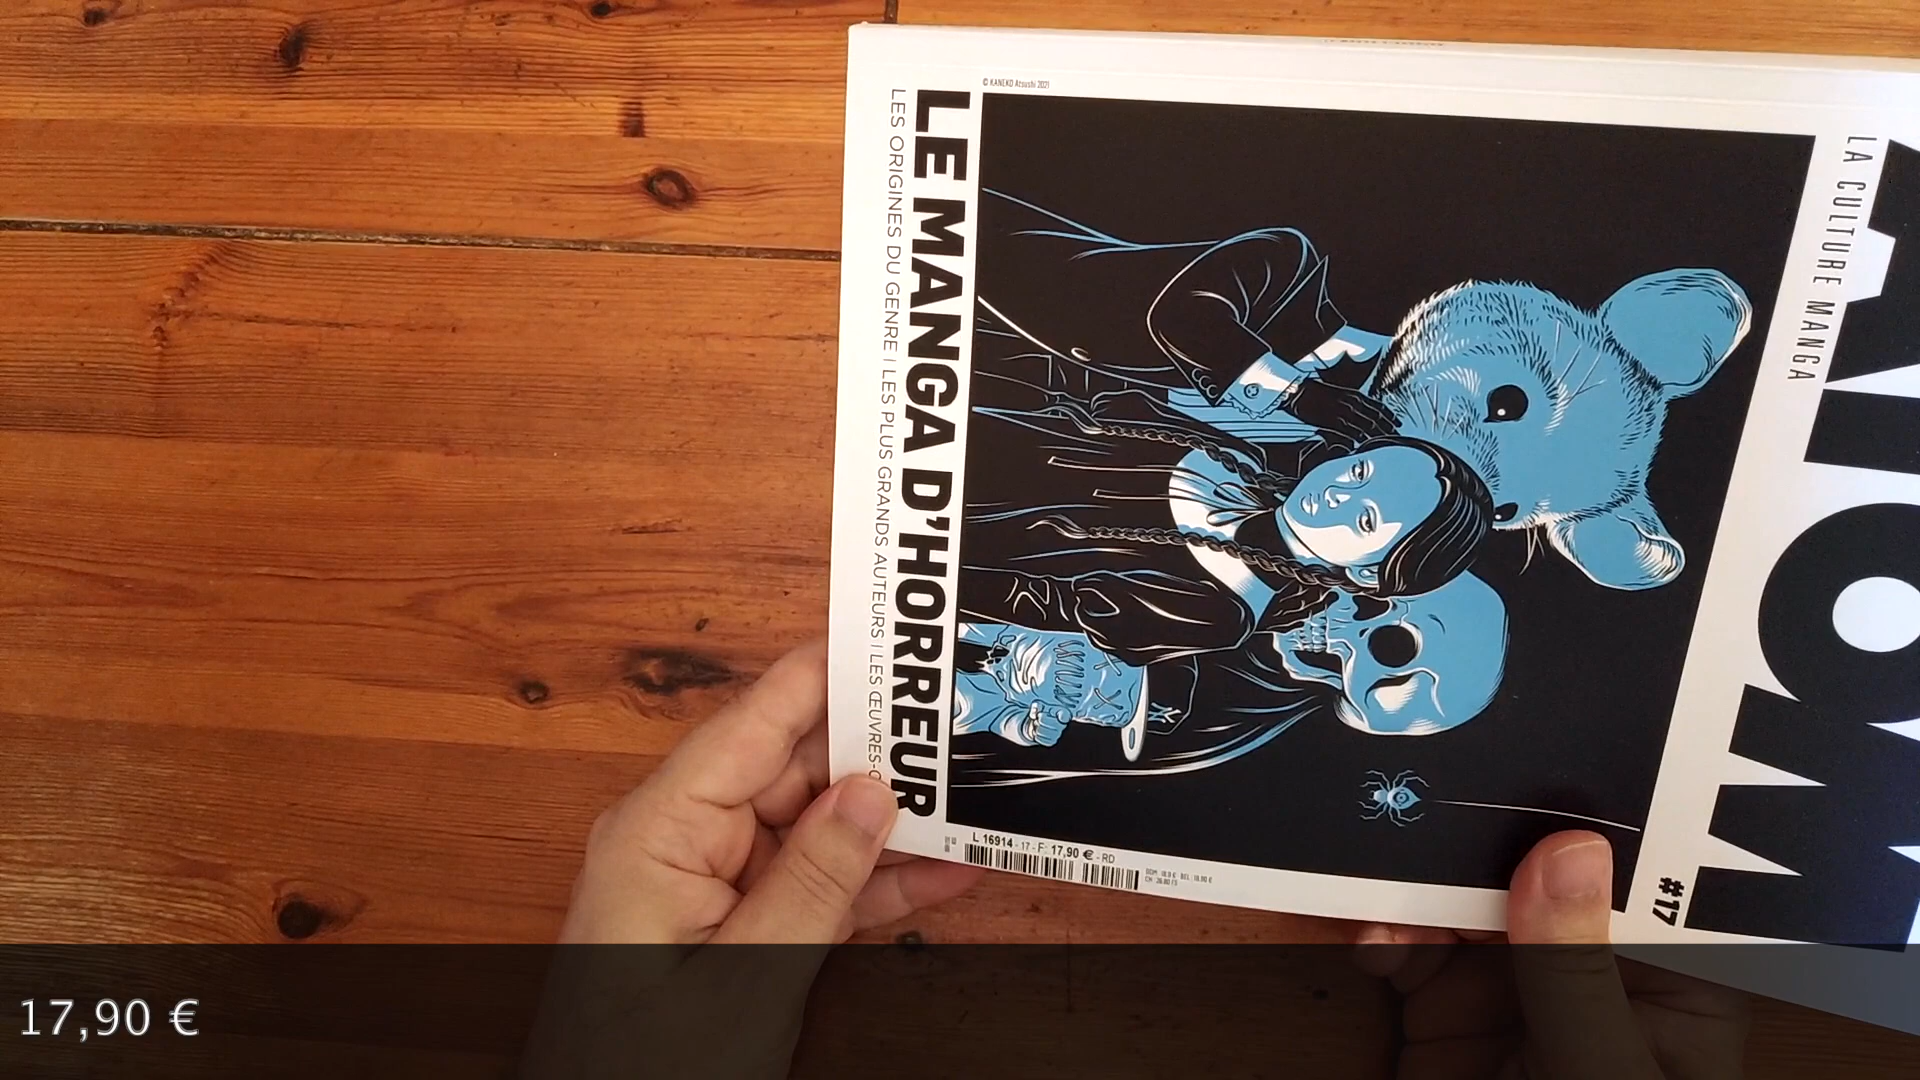 ATOM
LA CULTURE MANGA
#17
© KANEKO Atsushi 2021
LE MANGA D'HORREUR
LES ORIGINES DU GENRE | LES PLUS GRANDS AUTEURS | LES ŒUVRES-C
L 16914 - 17 - F: 17,90 € - RD
17,90 €